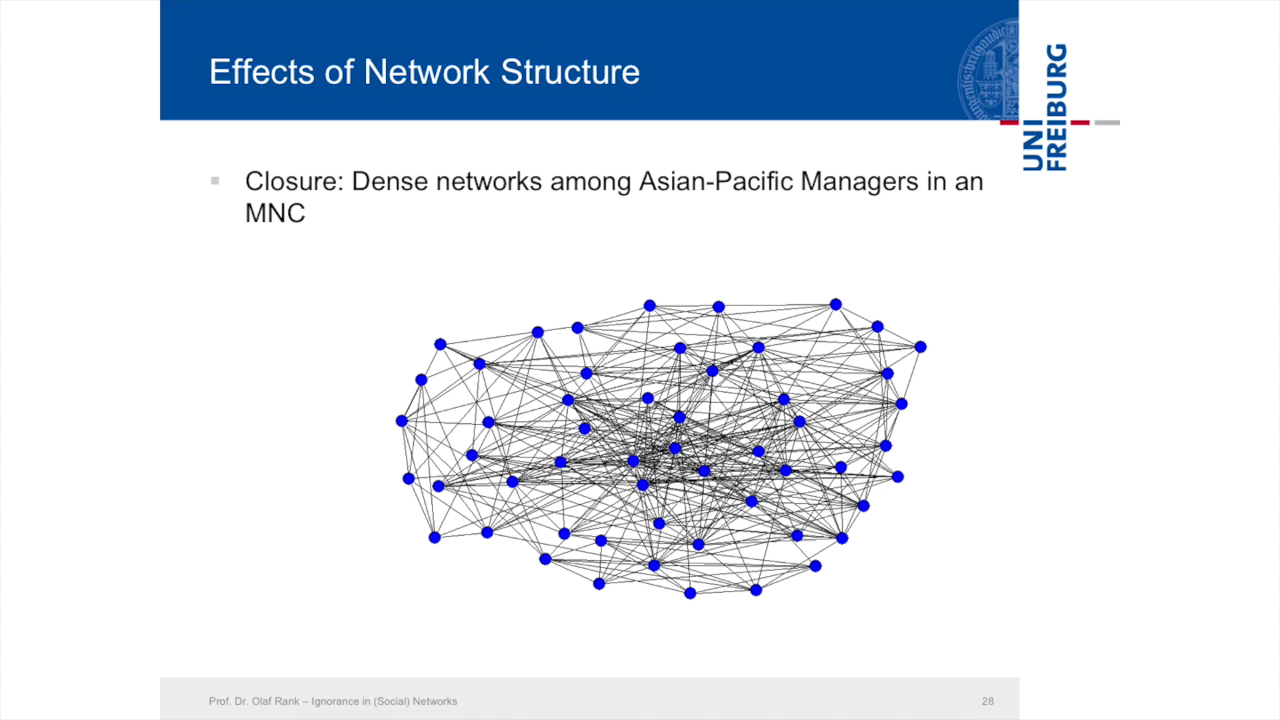 Effects of Network Structure
UNI
FREIBURG
Closure: Dense networks among Asian-Pacific Managers in an
MNC
Prof. Dr. Olaf Rank – Ignorance in (Social) Networks
28